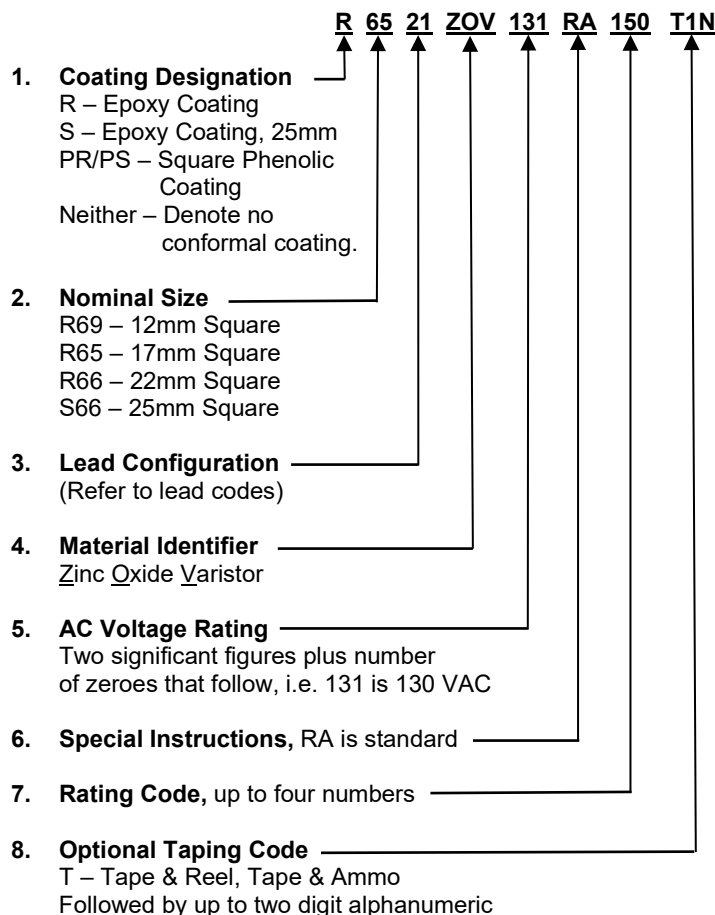 R 65 21 ZOV 131 RA 150 T1N
1. Coating Designation
R – Epoxy Coating
S – Epoxy Coating, 25mm
PR/PS – Square Phenolic
Coating
Neither – Denote no
conformal coating.
2. Nominal Size
R69 – 12mm Square
R65 – 17mm Square
R66 – 22mm Square
S66 – 25mm Square
3. Lead Configuration
(Refer to lead codes)
4. Material Identifier
Zinc Oxide Varistor
5. AC Voltage Rating
Two significant figures plus number
of zeroes that follow, i.e. 131 is 130 VAC
6. Special Instructions, RA is standard
7. Rating Code, up to four numbers
8. Optional Taping Code
T – Tape & Reel, Tape & Ammo
Followed by up to two digit alphanumeric